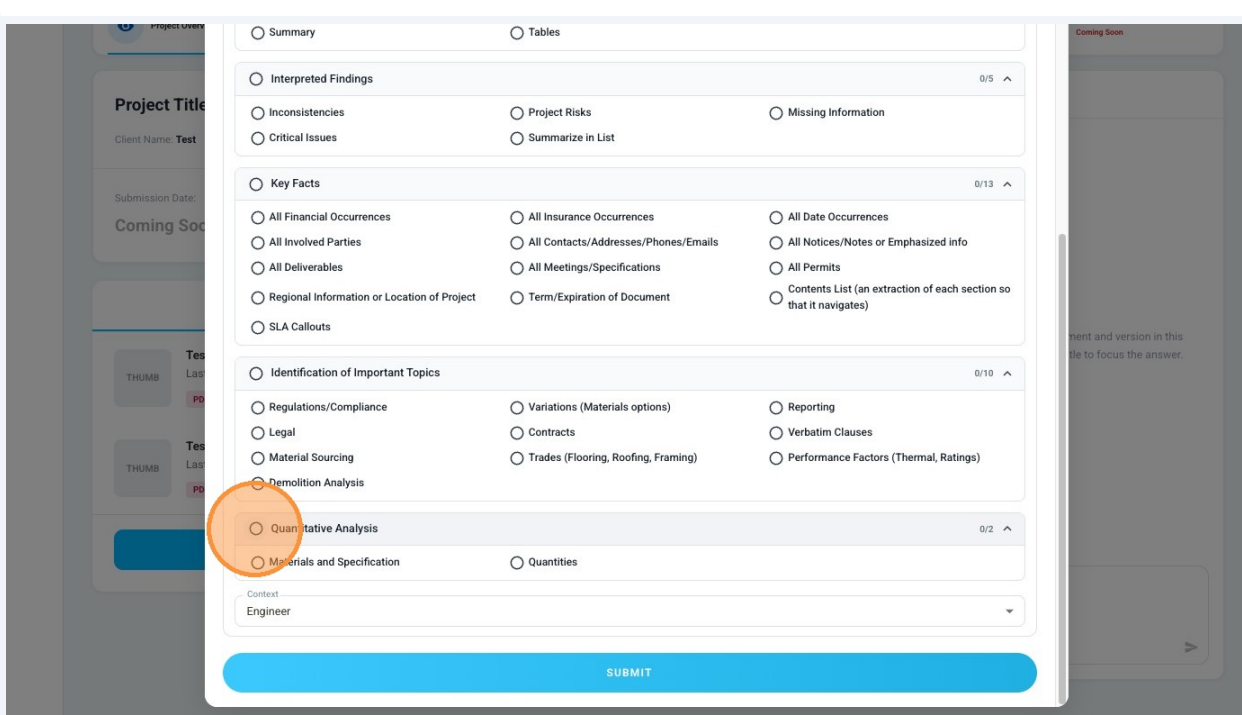 Project Overv
Summary
Tables
Coming Soon
Interpreted Findings
0/5
Project Title
Inconsistencies
Project Risks
Missing Information
Client Name: Test
Critical Issues
Summarize in List
Key Facts
0/13
Submission Date:
Coming Soo
All Financial Occurrences
All Insurance Occurrences
All Date Occurrences
All Involved Parties
All Contacts/Addresses/Phones/Emails
All Notices/Notes or Emphasized info
All Deliverables
All Meetings/Specifications
All Permits
Regional Information or Location of Project
Term/Expiration of Document
Contents List (an extraction of each section so
that it navigates)
SLA Callouts
ment and version in this
tle to focus the answer.
THUMB
Tes
Las
PD
Identification of Important Topics
0/10
Regulations/Compliance
Variations (Materials options)
Reporting
Legal
Contracts
Verbatim Clauses
Material Sourcing
Trades (Flooring, Roofing, Framing)
Performance Factors (Thermal, Ratings)
Demolition Analysis
THUMB
Tes
Las
PD
Quantitative Analysis
0/2
Materials and Specification
Quantities
Context
Engineer
SUBMIT